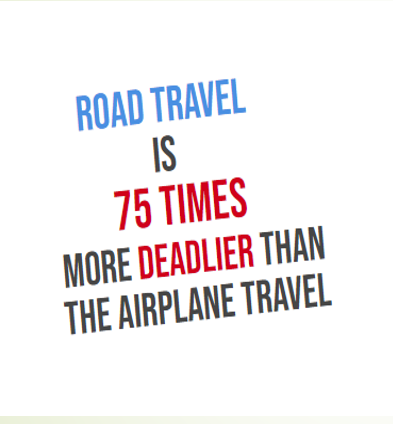 ROAD TRAVEL
IS
75 TIMES
MORE DEADLIER THAN
THE AIRPLANE TRAVEL